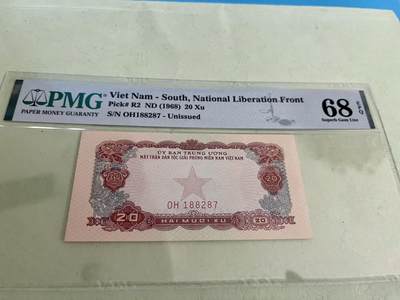 PMG
PAPER MONEY GUARANTY
Viet Nam - South, National Liberation Front
Pick# R2 ND (1968) 20 Xu
S/N OH188287 - Unissued
68 EPQ
Superb Gem Unc
ỦY BAN TRUNG ƯƠNG
MẶT TRẬN DÂN TỘC GIẢI PHÓNG MIỀN NAM VIỆT NAM
OH 188287
20
HAI MƯƠI XU
20